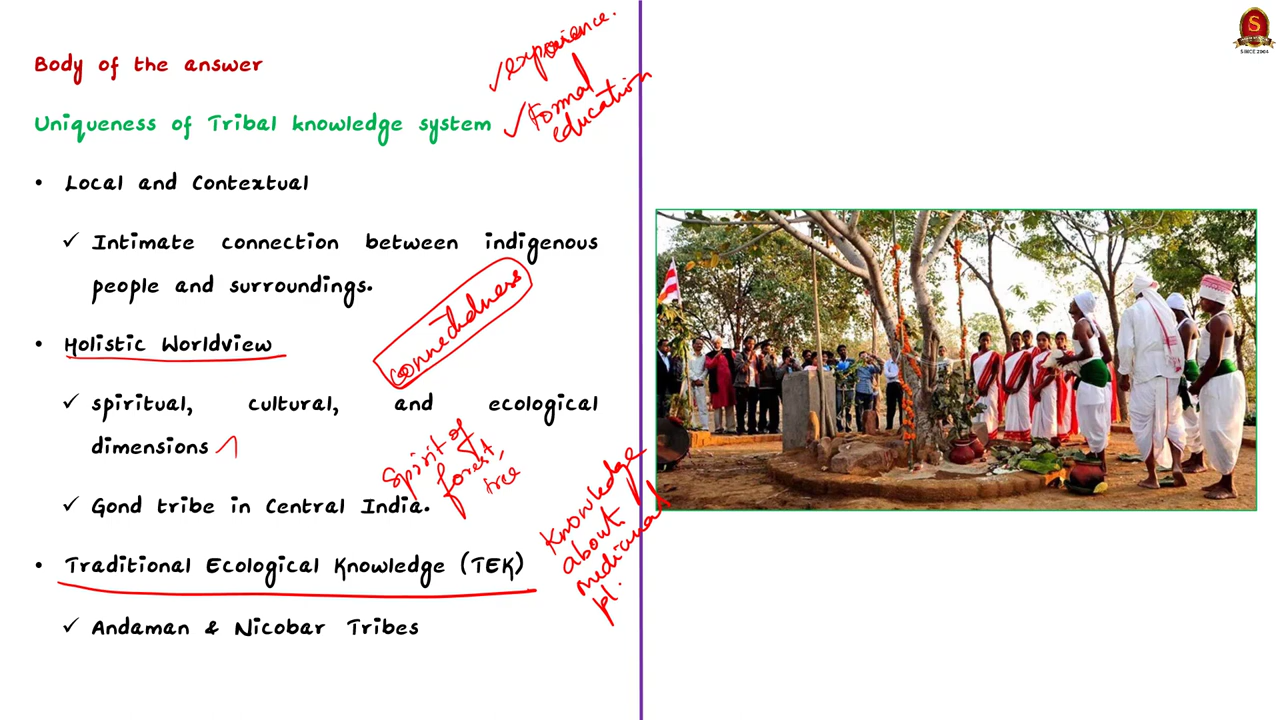 Body of the answer
Uniqueness of Tribal knowledge system
✓ experience.
✓ formal
education
• Local and Contextual
✓ Intimate connection between indigenous
people and surroundings.
connectedness
• Holistic Worldview
✓ spiritual, cultural, and ecological
dimensions
Spirit of
forest,
tree
✓ Gond tribe in Central India.
• Traditional Ecological Knowledge (TEK)
Knowledge
about
medicinal
pl.
✓ Andaman & Nicobar Tribes
S
SINCE 2004